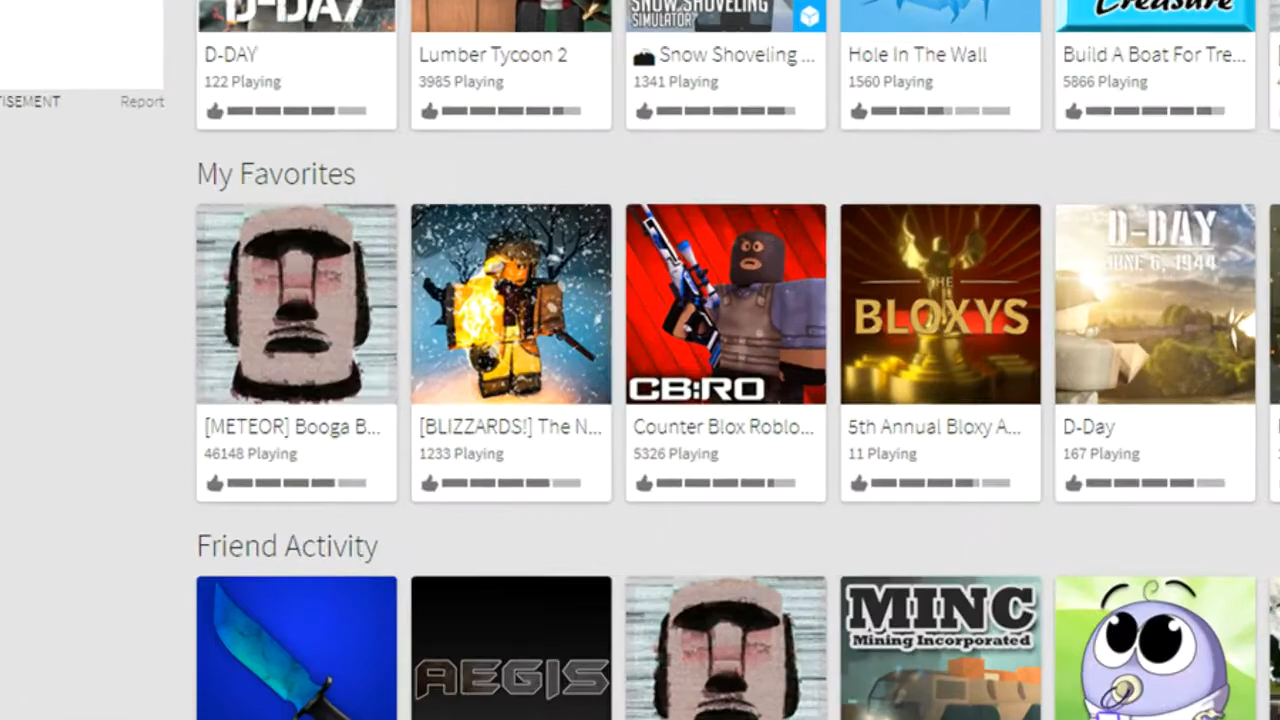 D-DAY
SNOW SHOVELING
SIMULATOR
Treasure
D-DAY
Lumber Tycoon 2
Snow Shoveling ...
Hole In The Wall
Build A Boat For Tre...
122 Playing
3985 Playing
1341 Playing
1560 Playing
5866 Playing
TISEMENT
Report
My Favorites
CB:RO
THE
BLOXYS
D-DAY
JUNE 6, 1944
[METEOR] Booga B...
[BLIZZARDS!] The N...
Counter Blox Roblo...
5th Annual Bloxy A...
D-Day
46148 Playing
1233 Playing
5326 Playing
11 Playing
167 Playing
Friend Activity
AEGIS
MINC
Mining Incorporated